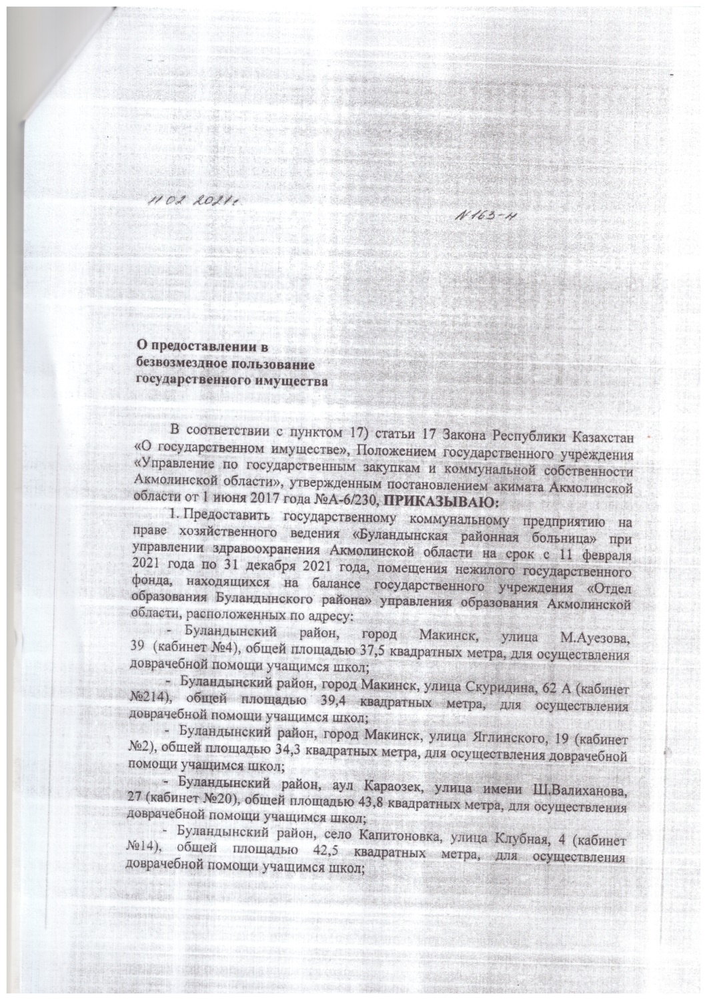 11 02 2021г
№163-н
О предоставлении в
безвозмездное пользование
государственного имущества
В соответствии с пунктом 17) статьи 17 Закона Республики Казахстан
«О государственном имуществе», Положением государственного учреждения
«Управление по государственным закупкам и коммунальной собственности
Акмолинской области», утвержденным постановлением акимата Акмолинской
области от 1 июня 2017 года №А-6/230, ПРИКАЗЫВАЮ:
1. Предоставить государственному коммунальному предприятию на
праве хозяйственного ведения «Буландынская районная больница» при
управлении здравоохранения Акмолинской области на срок с 11 февраля
2021 года по 31 декабря 2021 года, помещения нежилого государственного
фонда, находящихся на балансе государственного учреждения «Отдел
образования Буландынского района» управления образования Акмолинской
области, расположенных по адресу:
- Буландынский район, город Макинск, улица М.Ауезова,
39 (кабинет №4), общей площадью 37,5 квадратных метра, для осуществления
доврачебной помощи учащимся школ;
- Буландынский район, город Макинск, улица Скуридина, 62 А (кабинет
№214), общей площадью 39,4 квадратных метра, для осуществления
доврачебной помощи учащимся школ;
- Буландынский район, город Макинск, улица Яглинского, 19 (кабинет
№2), общей площадью 34,3 квадратных метра, для осуществления доврачебной
помощи учащимся школ;
- Буландынский район, аул Караозек, улица имени Ш.Валиханова,
27 (кабинет №20), общей площадью 43,8 квадратных метра, для осуществления
доврачебной помощи учащимся школ;
- Буландынский район, село Капитоновка, улица Клубная, 4 (кабинет
№14), общей площадью 42,5 квадратных метра, для осуществления
доврачебной помощи учащимся школ;